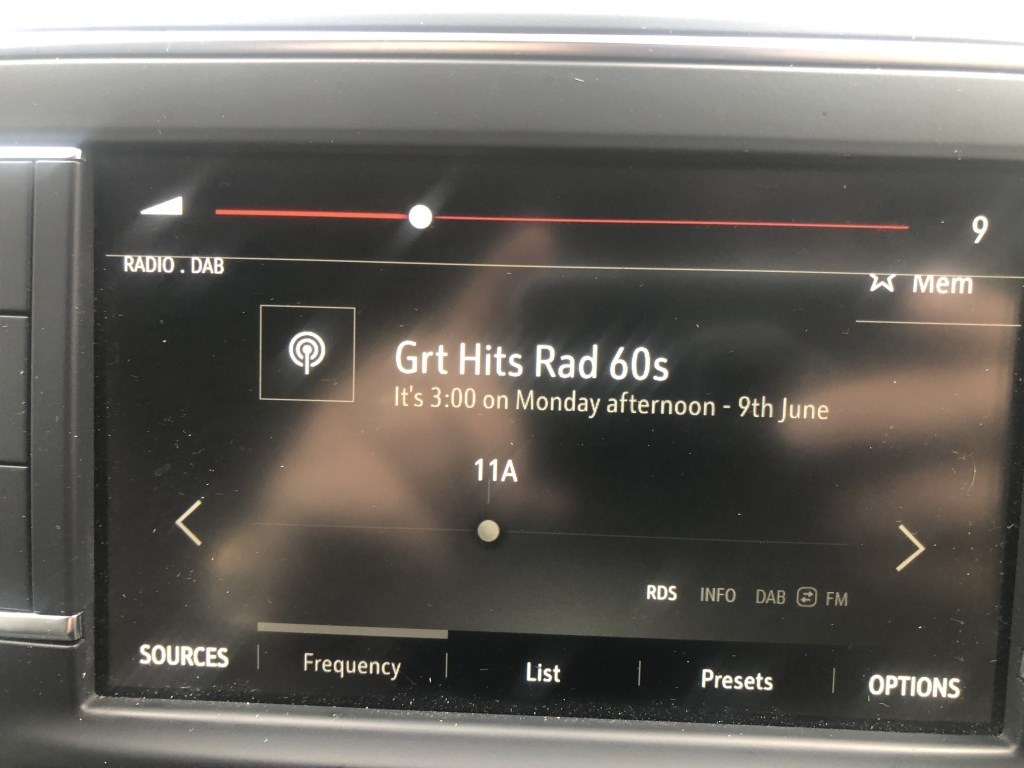 9
RADIO . DAB
Mem
Grt Hits Rad 60s
It's 3:00 on Monday afternoon - 9th June
11A
RDS INFO DAB FM
SOURCES Frequency List Presets OPTIONS